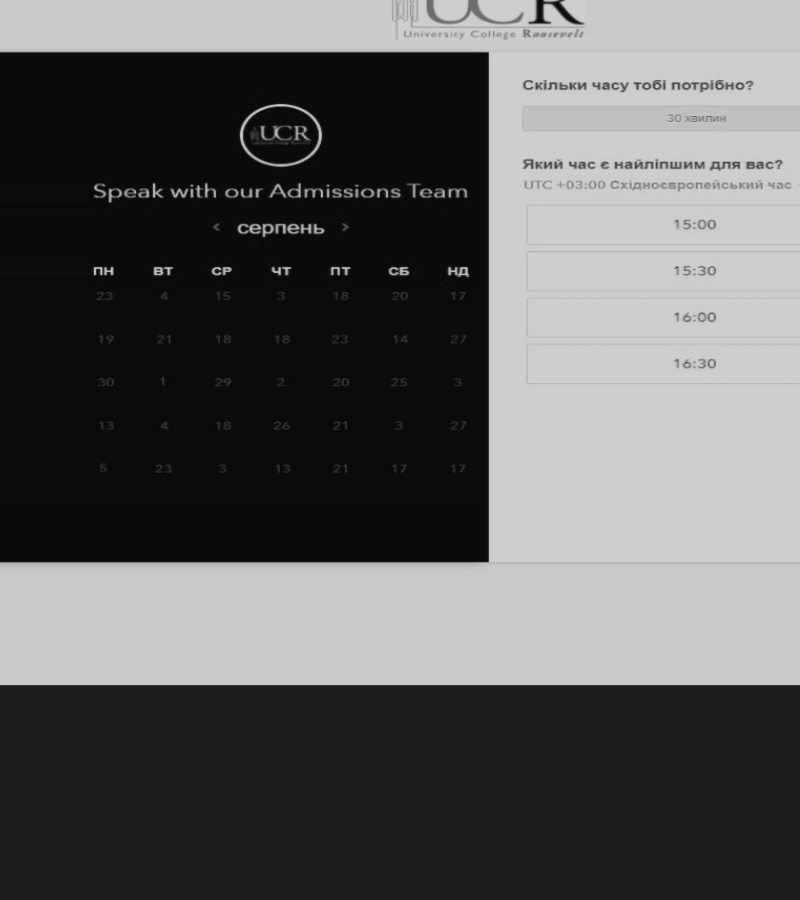 UCR
University College Roosevelt
UCR
Speak with our Admissions Team
< серпень >
ПН ВТ СР ЧТ ПТ СБ НД
23 4 15 3 18 20 17
19 21 18 18 23 14 27
30 1 29 2 20 25 3
13 4 18 26 21 3 27
5 23 3 13 21 17 17
Скільки часу тобі потрібно?
30 хвилин
Який час є найліпшим для вас?
UTC +03:00 Східноєвропейський час
15:00
15:30
16:00
16:30